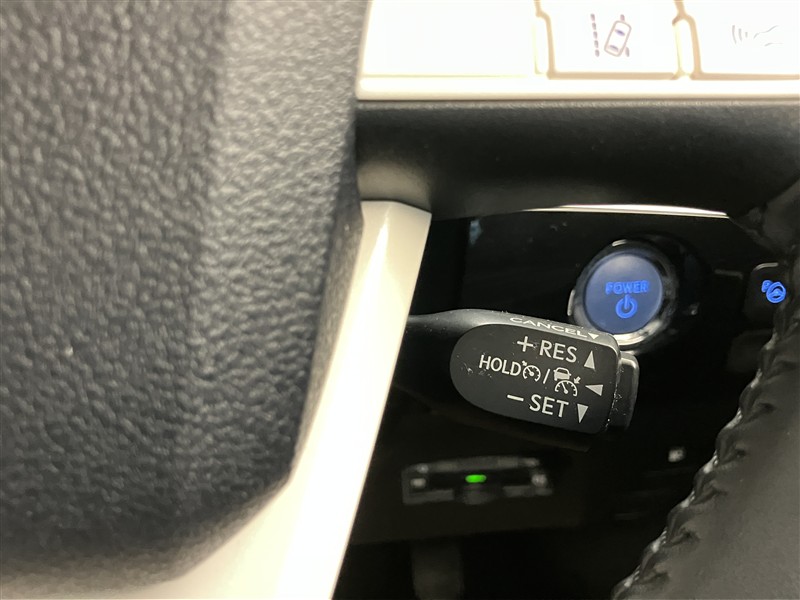 POWER
CANCEL▼
+RES▲
HOLD / ◀
−SET▼